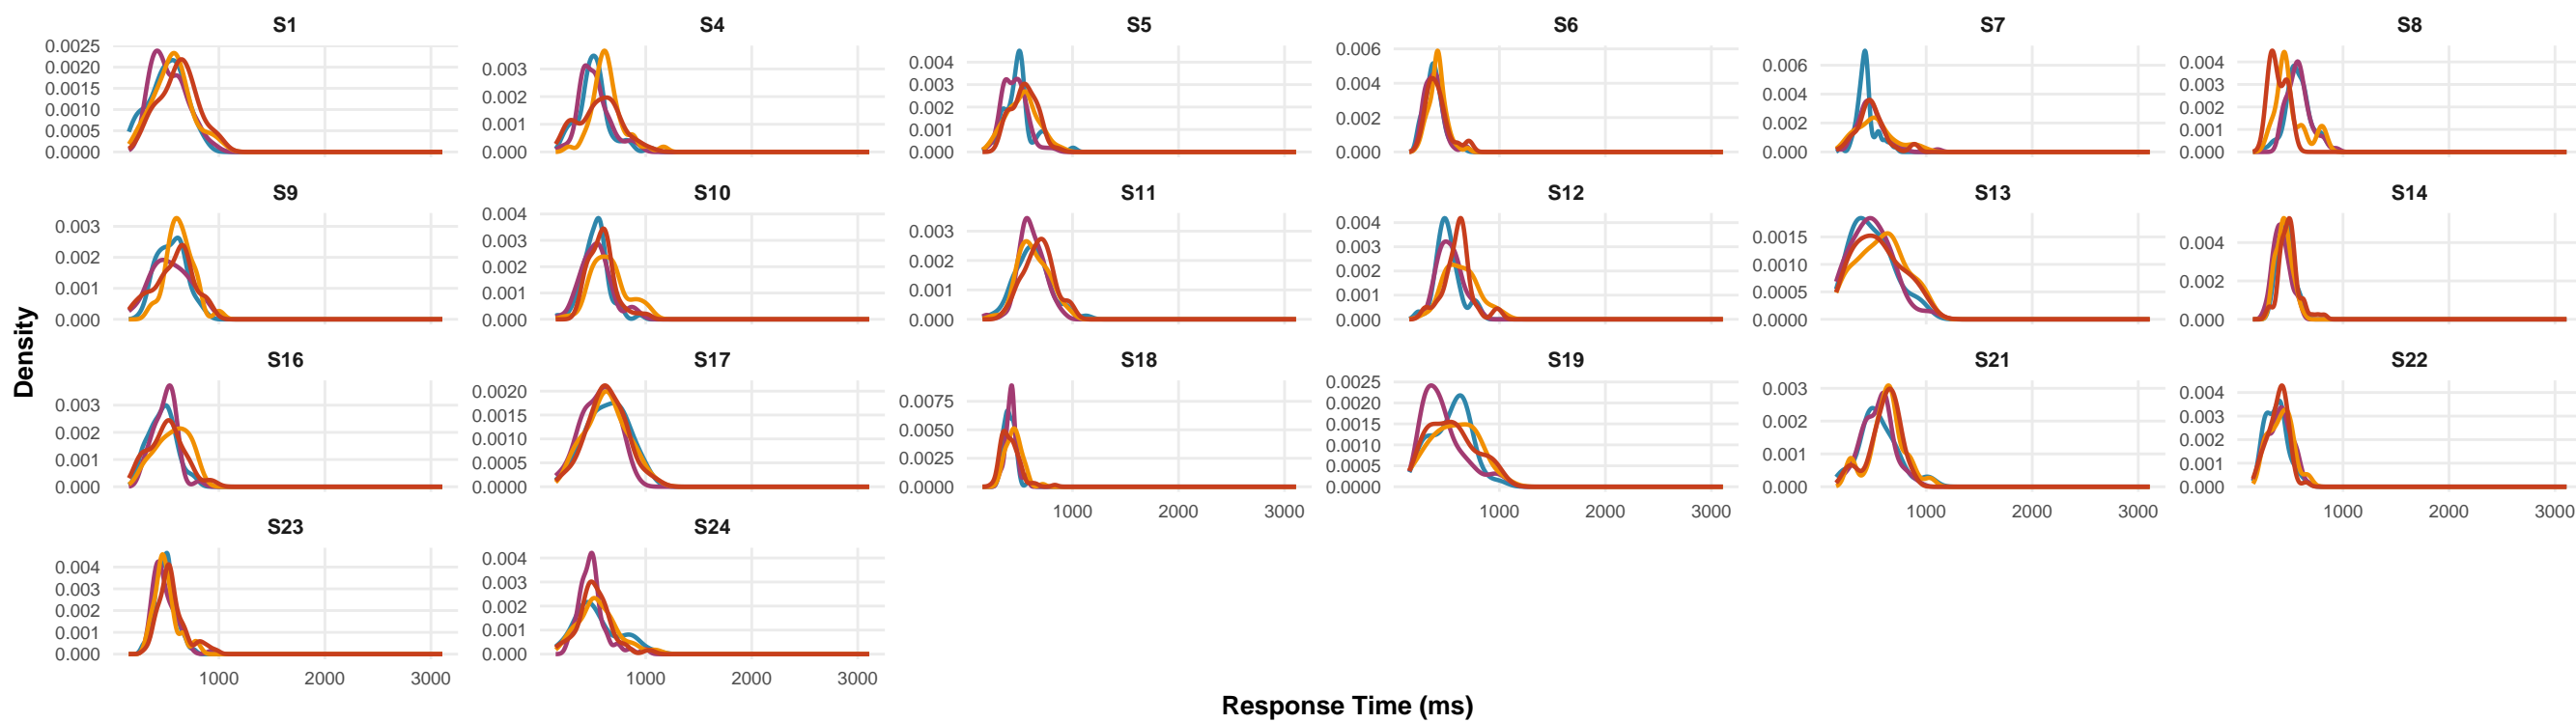 S1 S4 S5 S6 S7 S8
0.0025 0.0020 0.0015 0.0010 0.0005 0.0000
0.003 0.002 0.001 0.000
0.004 0.003 0.002 0.001 0.000
0.006 0.004 0.002 0.000
0.006 0.004 0.002 0.000
0.004 0.003 0.002 0.001 0.000
S9 S10 S11 S12 S13 S14
0.003 0.002 0.001 0.000
0.004 0.003 0.002 0.001 0.000
0.003 0.002 0.001 0.000
0.004 0.003 0.002 0.001 0.000
0.0015 0.0010 0.0005 0.0000
0.004 0.002 0.000
Density
S16 S17 S18 S19 S21 S22
0.003 0.002 0.001 0.000
0.0020 0.0015 0.0010 0.0005 0.0000
0.0075 0.0050 0.0025 0.0000
0.0025 0.0020 0.0015 0.0010 0.0005 0.0000
0.003 0.002 0.001 0.000
0.004 0.003 0.002 0.001 0.000
1000 2000 3000 1000 2000 3000 1000 2000 3000 1000 2000 3000
S23 S24
0.004 0.003 0.002 0.001 0.000
0.004 0.003 0.002 0.001 0.000
1000 2000 3000 1000 2000 3000
Response Time (ms)